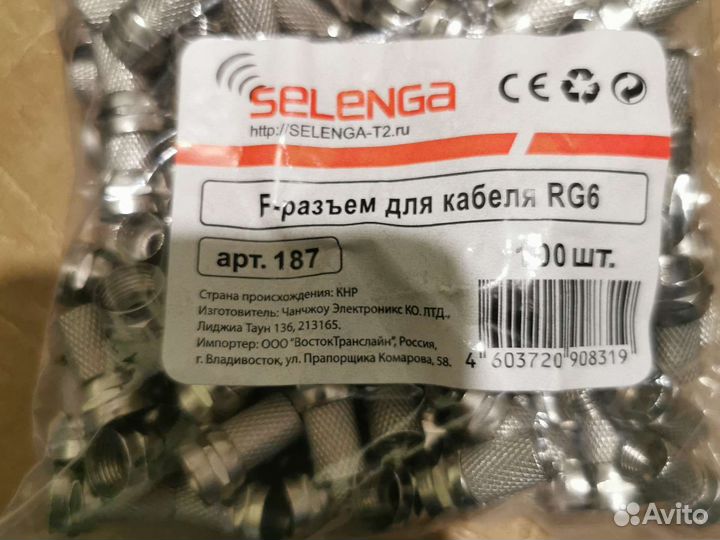 SELENGA
http://SELENGA-T2.ru
CE
F-разъем для кабеля RG6
арт. 187
100 шт.
Страна происхождения: КНР
Изготовитель: Чанчжоу Электроникс КО. ЛТД.,
Лиджиа Таун 136, 213165.
Импортер: ООО "ВостокТранслайн", Россия,
г. Владивосток, ул. Прапорщика Комарова, 58.
4 603720 908319
Avito